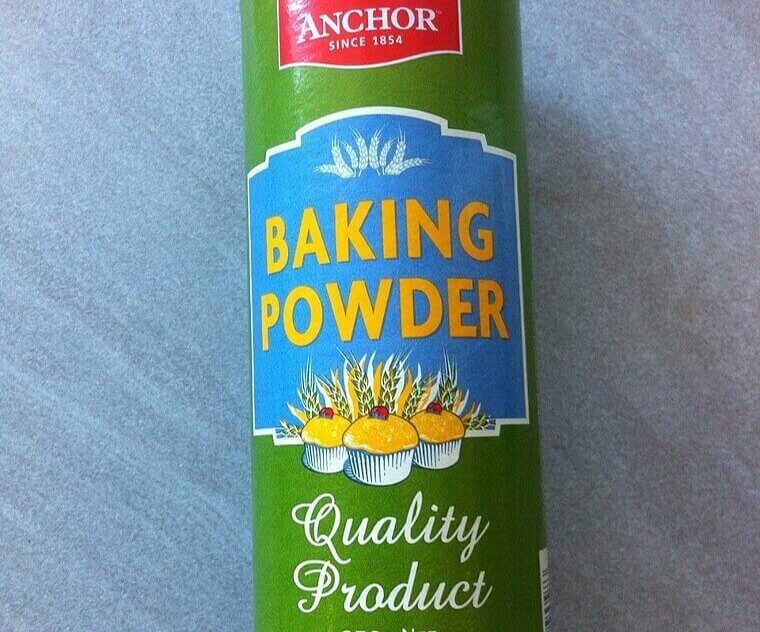 ANCHOR
SINCE 1854
BAKING
POWDER
Quality
Product